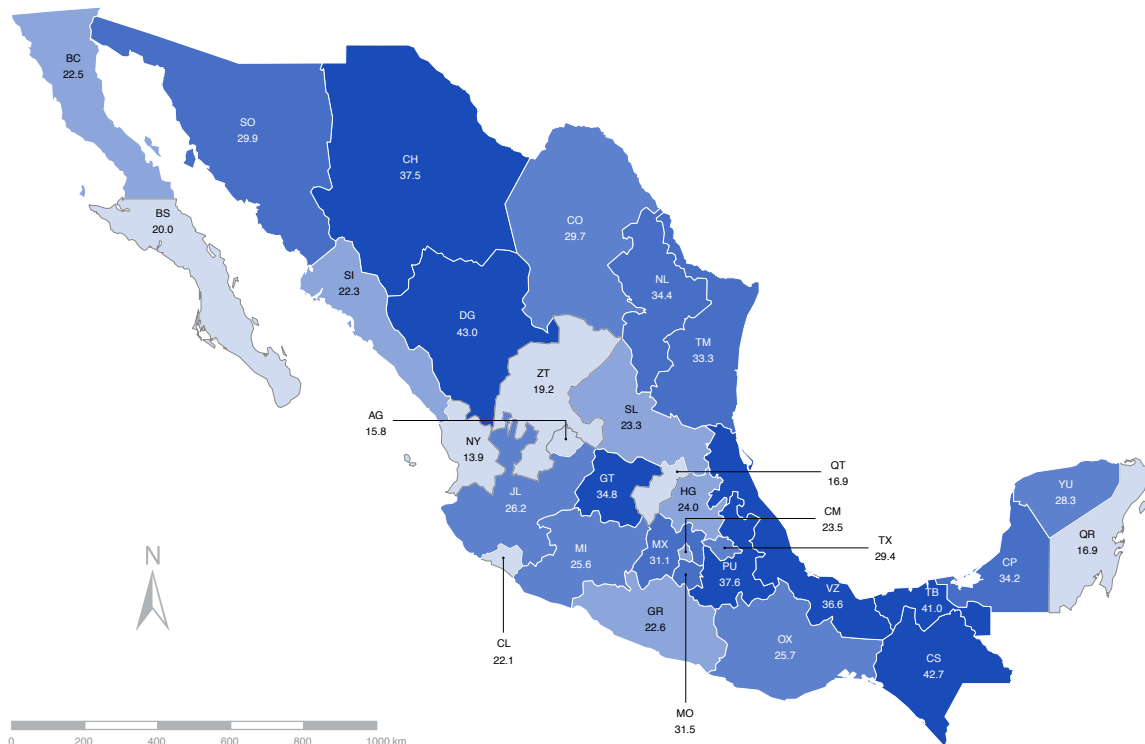 BC
22.5
SO
29.9
CH
37.5
BS
20.0
CO
29.7
SI
22.3
NL
34.4
DG
43.0
TM
33.3
ZT
19.2
AG
15.8
SL
23.3
NY
13.9
QT
16.9
GT
34.8
HG
24.0
JL
26.2
CM
23.5
YU
28.3
QR
16.9
TX
29.4
MX
31.1
MI
25.6
PU
37.6
CP
34.2
N
VZ
36.6
TB
41.0
GR
22.6
OX
25.7
CL
22.1
CS
42.7
MO
31.5
0 200 400 600 800 1000 km